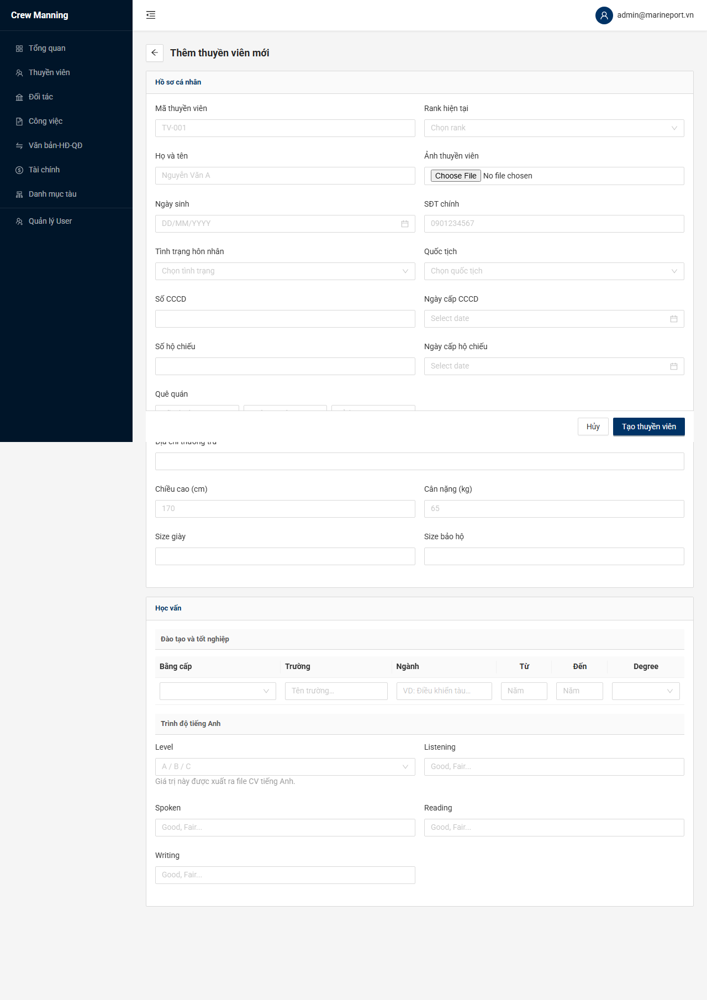 Crew Manning
admin@marineport.vn
Tổng quan
Thuyền viên
Đối tác
Công việc
Văn bản-HĐ-QĐ
Tài chính
Danh mục tàu
Quản lý User
Thêm thuyền viên mới
Hồ sơ cá nhân
Mã thuyền viên
Rank hiện tại
TV-001
Chọn rank
Họ và tên
Ảnh thuyền viên
Nguyễn Văn A
Choose File No file chosen
Ngày sinh
SĐT chính
DD/MM/YYYY
0901234567
Tình trạng hôn nhân
Quốc tịch
Chọn tình trạng
Chọn quốc tịch
Số CCCD
Ngày cấp CCCD
Select date
Số hộ chiếu
Ngày cấp hộ chiếu
Select date
Quê quán
Hủy
Tạo thuyền viên
Địa chỉ thường trú
Chiều cao (cm)
Cân nặng (kg)
170
65
Size giày
Size bảo hộ
Học vấn
Đào tạo và tốt nghiệp
Bằng cấp Trường Ngành Từ Đến Degree
Tên trường... VD: Điều khiển tàu... Năm Năm
Trình độ tiếng Anh
Level
Listening
A / B / C
Good, Fair...
Giá trị này được xuất ra file CV tiếng Anh.
Spoken
Reading
Good, Fair...
Good, Fair...
Writing
Good, Fair...